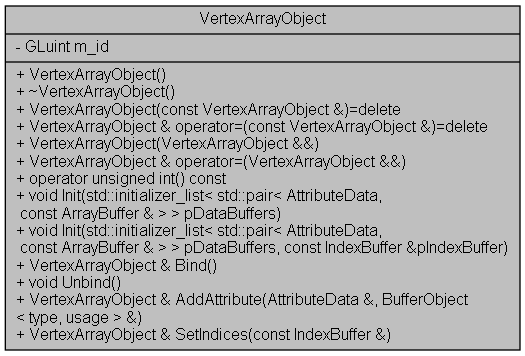 VertexArrayObject
- GLuint m_id
+ VertexArrayObject()
+ ~VertexArrayObject()
+ VertexArrayObject(const VertexArrayObject &)=delete
+ VertexArrayObject & operator=(const VertexArrayObject &)=delete
+ VertexArrayObject(VertexArrayObject &&)
+ VertexArrayObject & operator=(VertexArrayObject &&)
+ operator unsigned int() const
+ void Init(std::initializer_list< std::pair< AttributeData,
const ArrayBuffer & > > pDataBuffers)
+ void Init(std::initializer_list< std::pair< AttributeData,
const ArrayBuffer & > > pDataBuffers, const IndexBuffer &pIndexBuffer)
+ VertexArrayObject & Bind()
+ void Unbind()
+ VertexArrayObject & AddAttribute(AttributeData &, BufferObject
< type, usage > &)
+ VertexArrayObject & SetIndices(const IndexBuffer &)